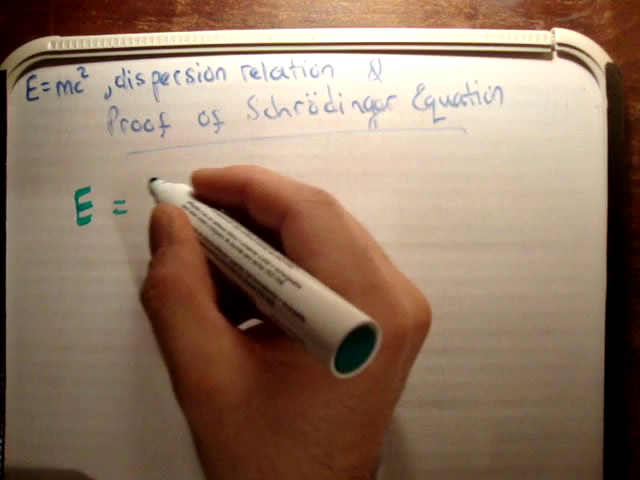 E=mc², dispersion relation &
Proof of Schrödinger Equation
E =